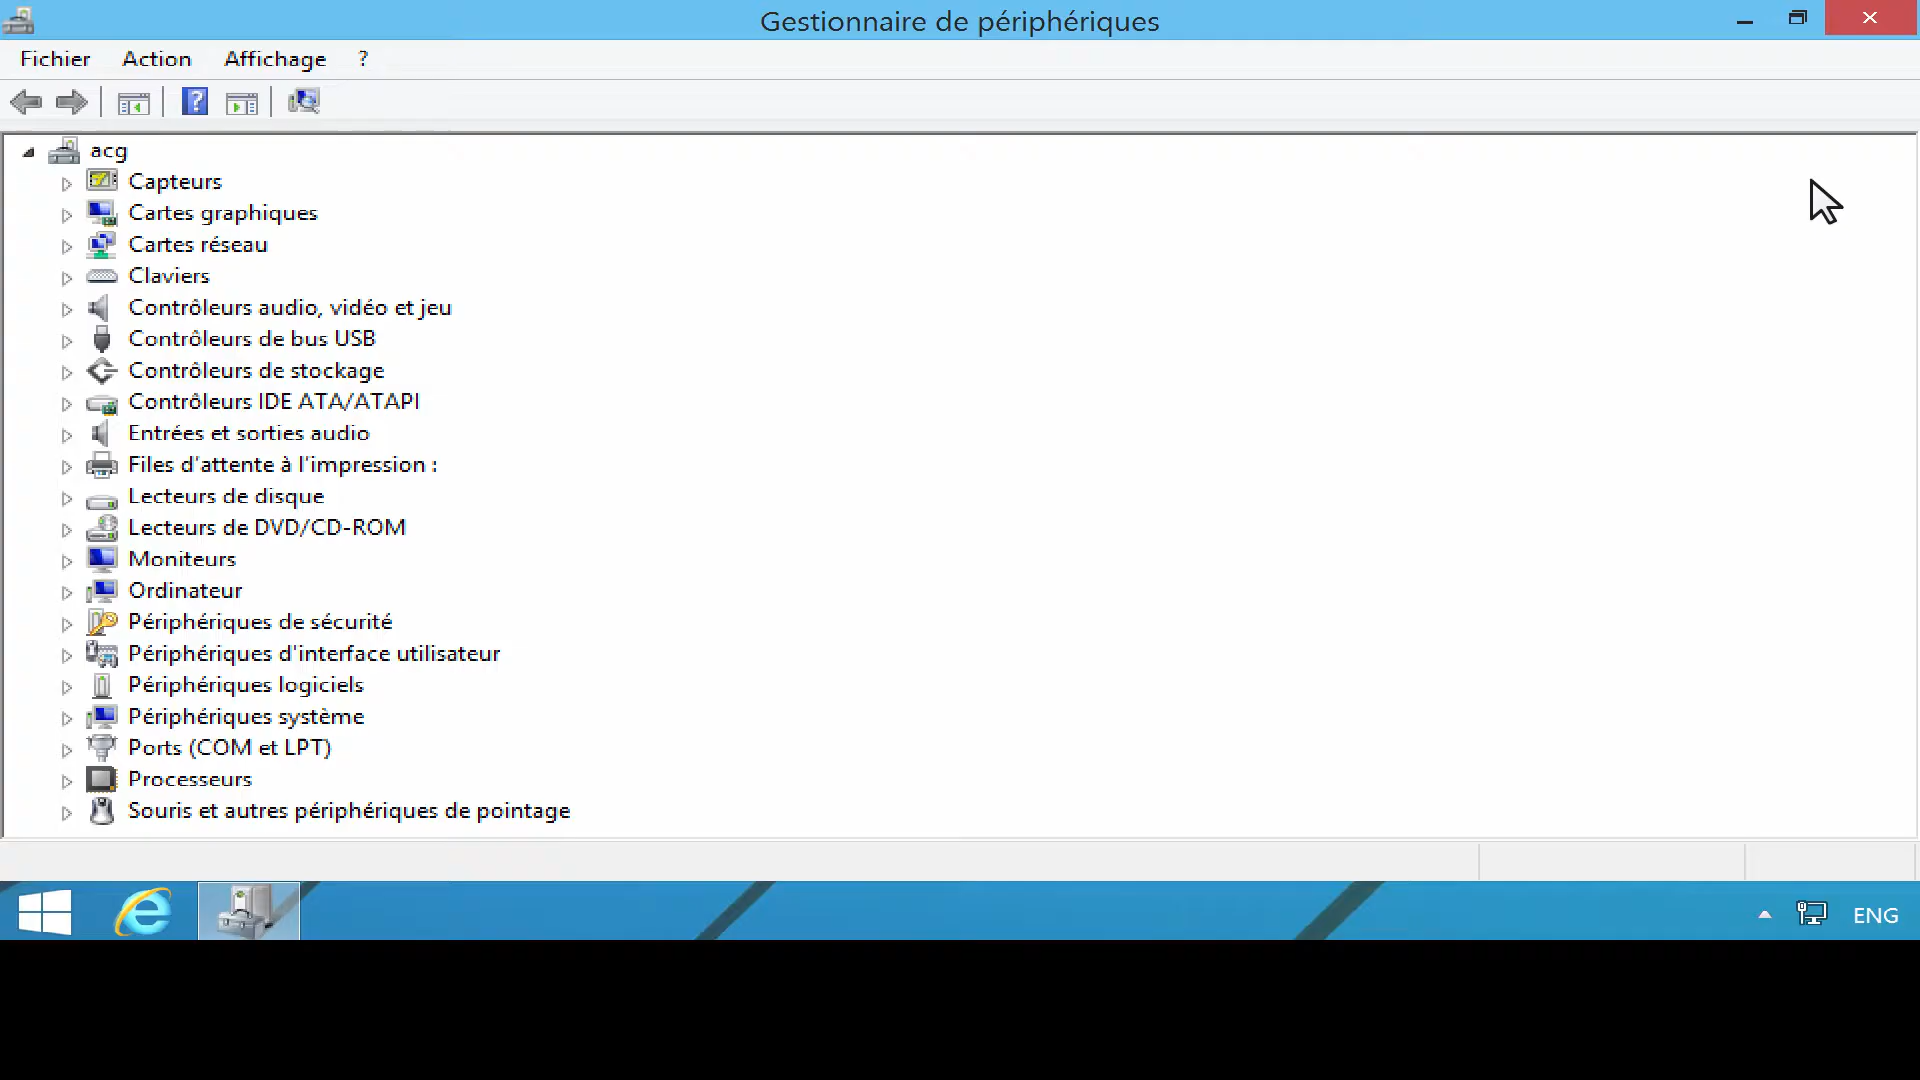 Gestionnaire de périphériques
Fichier Action Affichage ?
acg
Capteurs
Cartes graphiques
Cartes réseau
Claviers
Contrôleurs audio, vidéo et jeu
Contrôleurs de bus USB
Contrôleurs de stockage
Contrôleurs IDE ATA/ATAPI
Entrées et sorties audio
Files d'attente à l'impression :
Lecteurs de disque
Lecteurs de DVD/CD-ROM
Moniteurs
Ordinateur
Périphériques de sécurité
Périphériques d'interface utilisateur
Périphériques logiciels
Périphériques système
Ports (COM et LPT)
Processeurs
Souris et autres périphériques de pointage
ENG